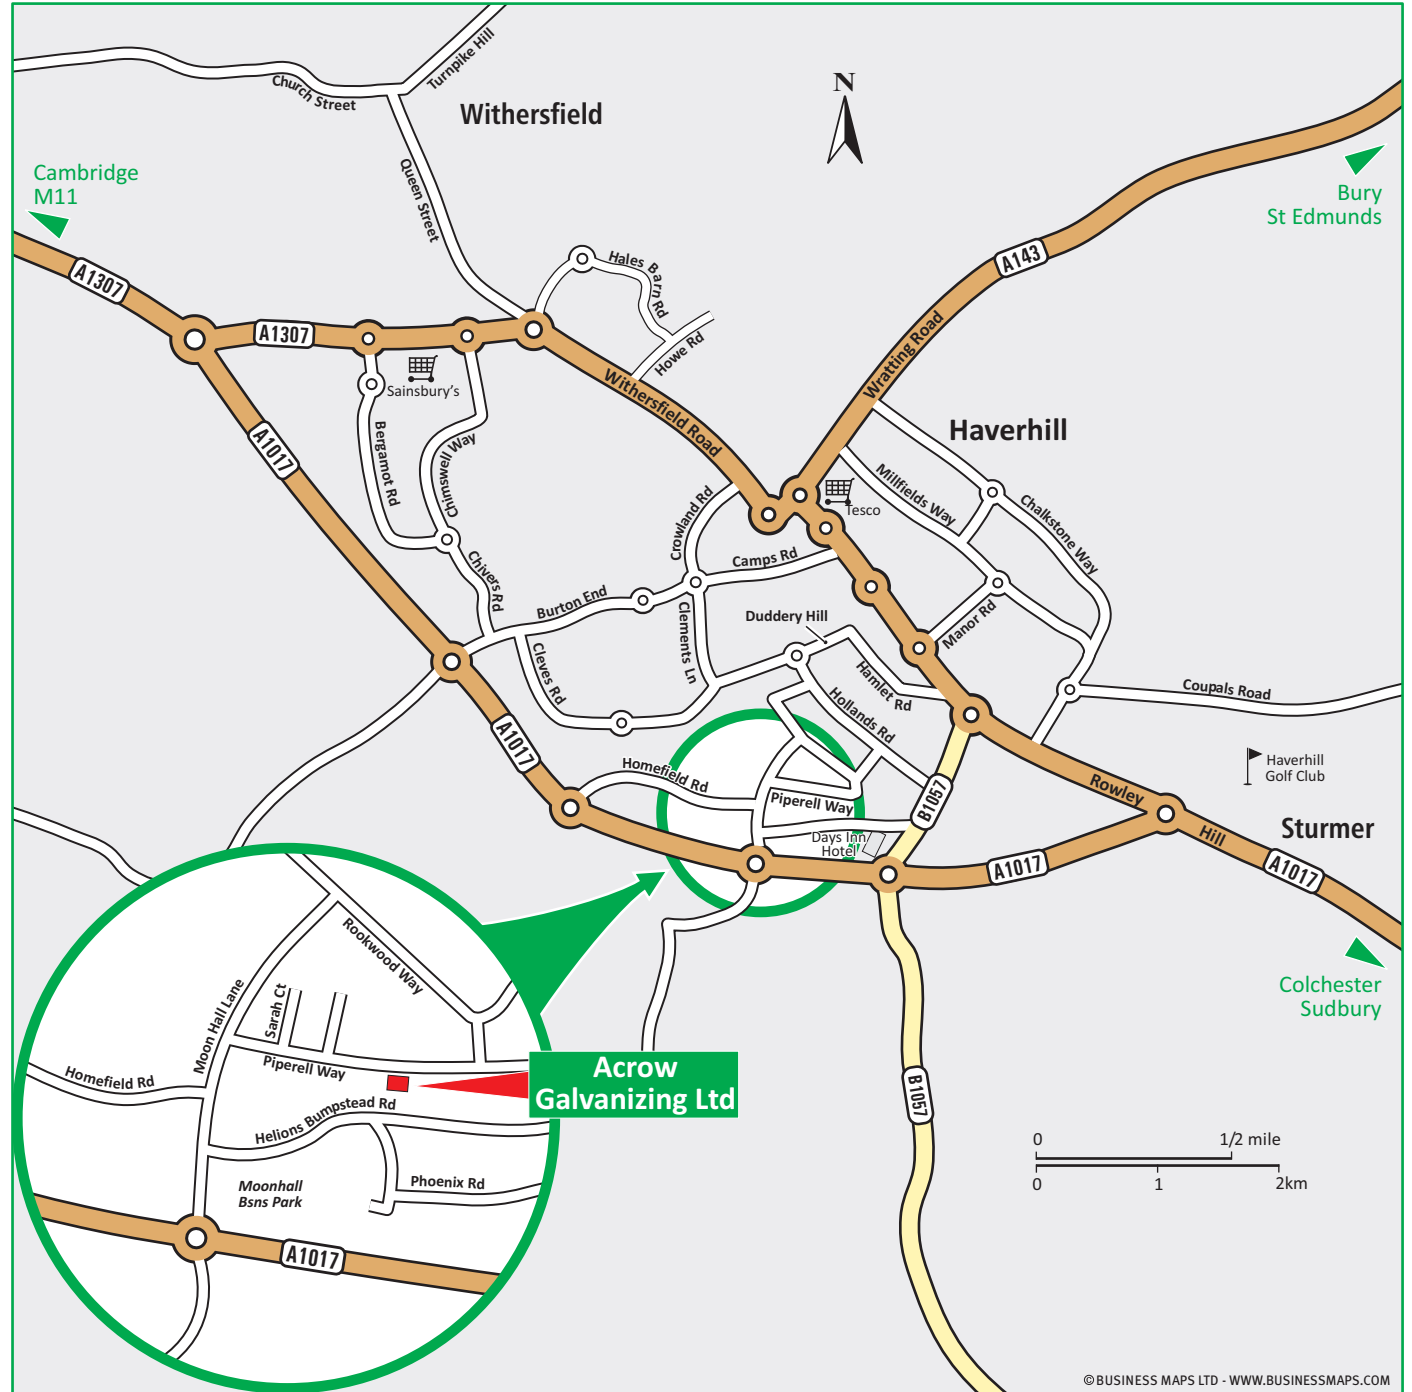 Turnpike Hill
Church Street
Withersfield
N
Cambridge
M11
Queen Street
Bury
St Edmunds
A1307
A143
Hales Barn Rd
A1307
Howe Rd
Wratting Road
Sainsbury's
Withersfield Road
Haverhill
A1017
Bergamot Rd
Chimswell Way
Crowland Rd
Tesco
Millfields Way
Chalkstone Way
Camps Rd
Chivers Rd
Burton End
Clements Ln
Duddery Hill
Manor Rd
Cleves Rd
Hamlet Rd
Hollands Rd
Coupals Road
A1017
Homefield Rd
Piperell Way
B1057
Rowley Hill
Haverhill
Golf Club
Sturmer
Days Inn
Hotel
A1017
A1017
Colchester
Sudbury
Rookwood Way
Moon Hall Lane
Sarah Ct
Piperell Way
Homefield Rd
Acrow
Galvanizing Ltd
Helions Bumpstead Rd
B1057
Moonhall
Bsns Park
Phoenix Rd
A1017
0 1/2 mile
0 1 2km
©BUSINESS MAPS LTD - WWW.BUSINESSMAPS.COM